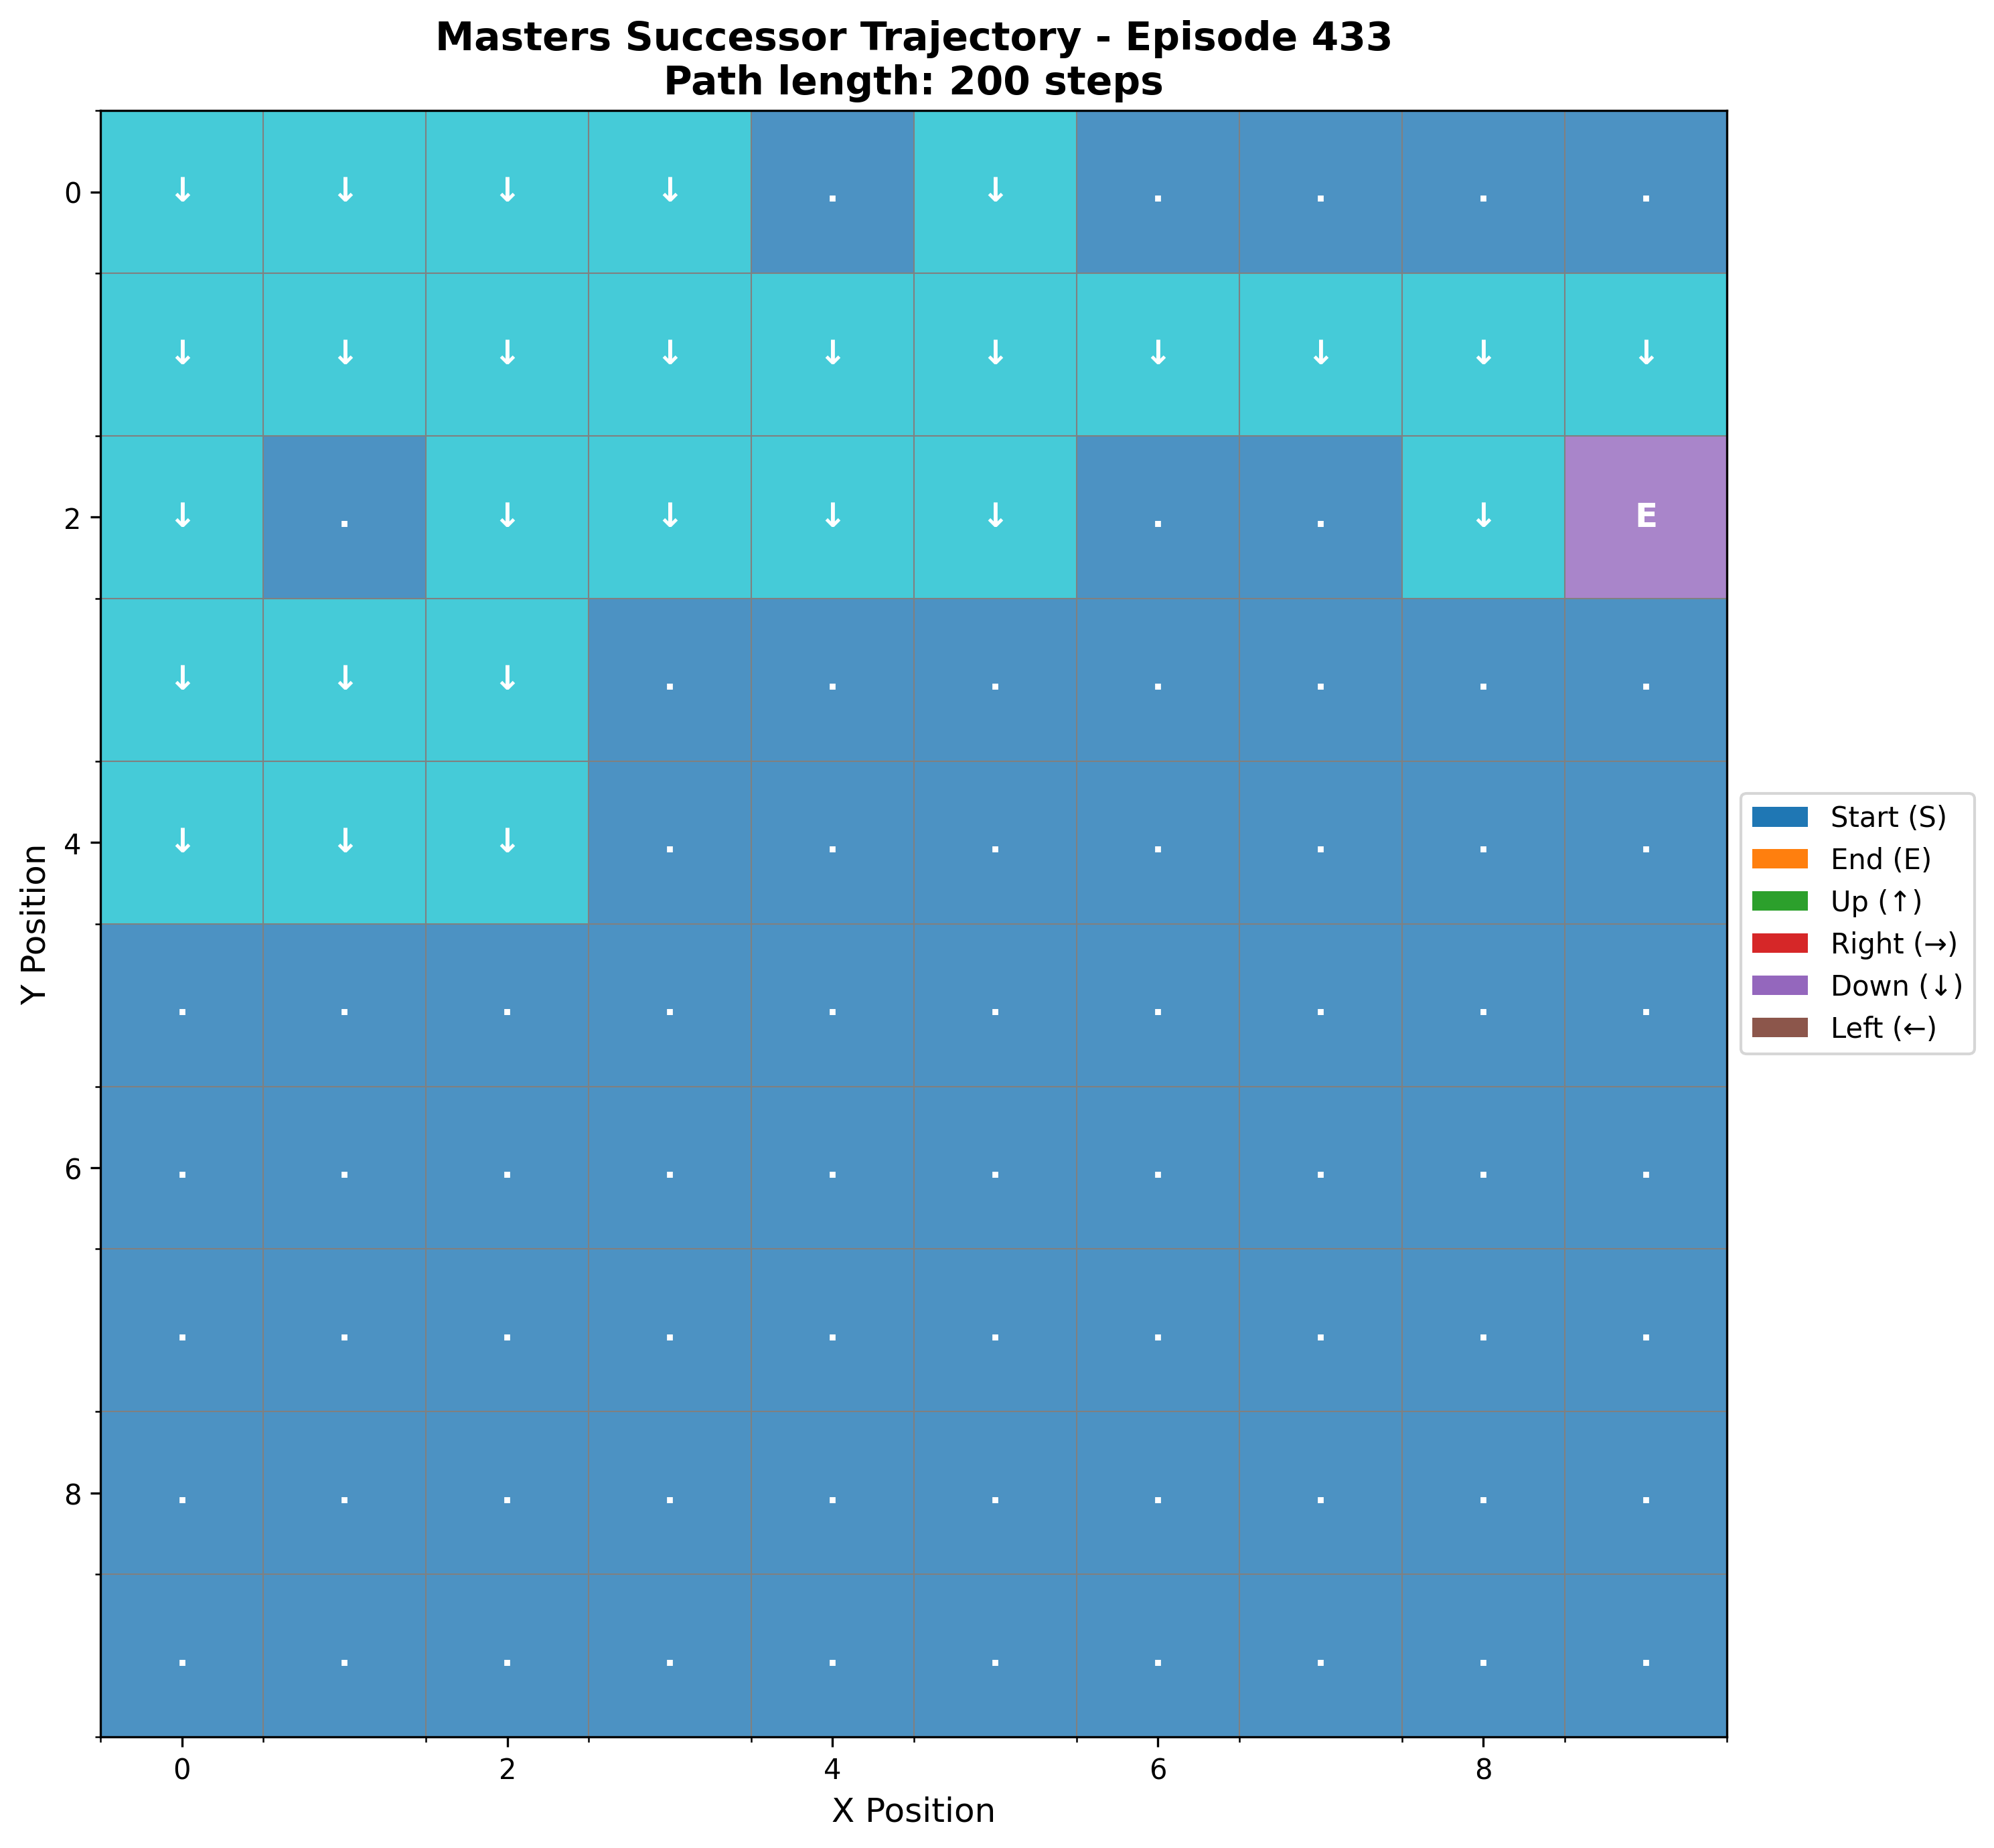 Masters Successor Trajectory - Episode 433
Path length: 200 steps
0 ↓ ↓ ↓ ↓ . ↓ . . . .
↓ ↓ ↓ ↓ ↓ ↓ ↓ ↓ ↓ ↓
2 ↓ . ↓ ↓ ↓ ↓ . . ↓ E
↓ ↓ ↓ . . . . . . .
4 ↓ ↓ ↓ . . . . . . .
. . . . . . . . . .
6 . . . . . . . . . .
. . . . . . . . . .
8 . . . . . . . . . .
. . . . . . . . . .
0 2 4 6 8
X Position
Y Position
Start (S)
End (E)
Up (↑)
Right (→)
Down (↓)
Left (←)